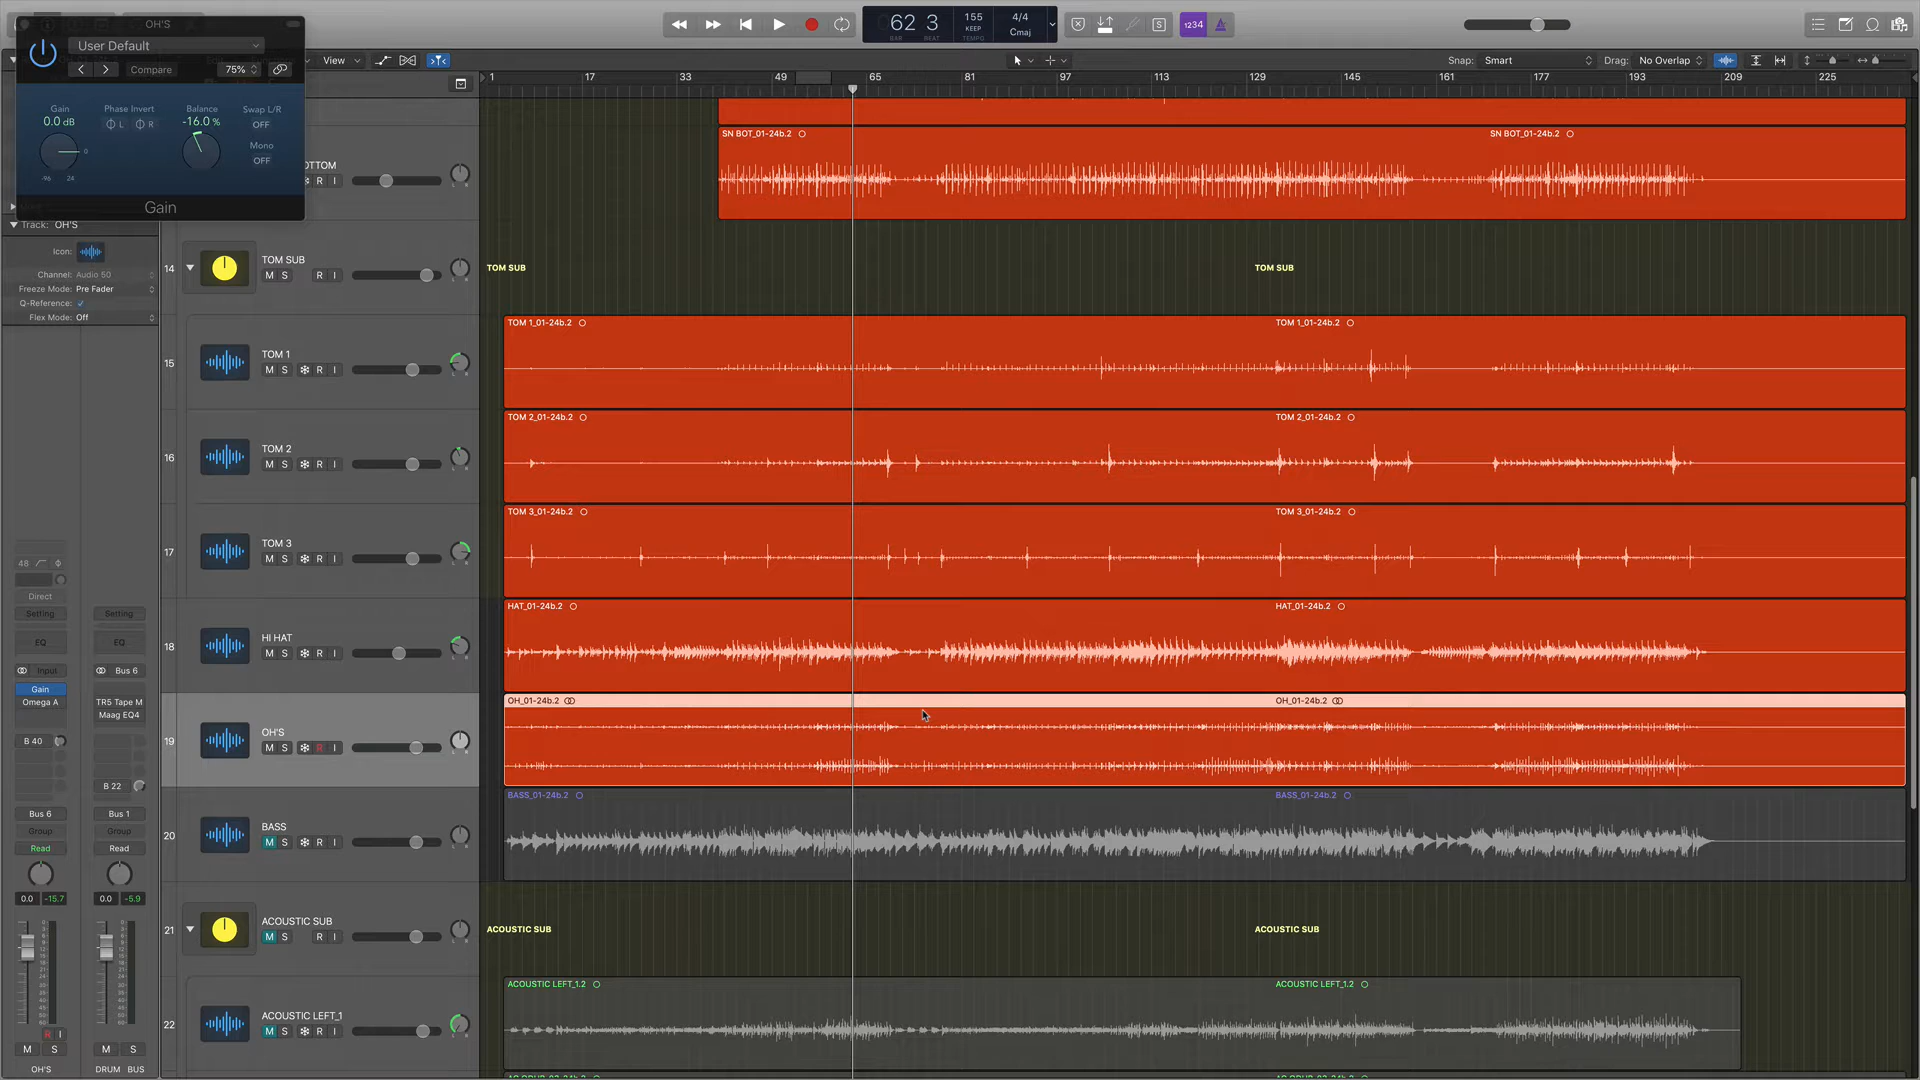 OH'S
User Default
Compare
75%
Gain
0.0 dB
0
-96 24
Phase Invert
L R
Balance
-16.0 %
Swap L/R
OFF
Mono
OFF
Gain
62 3
BAR BEAT
155
KEEP
TEMPO
4/4
Cmaj
1234
View
Snap: Smart
Drag: No Overlap
1 17 33 49 65 81 97 113 129 145 161 177 193 209 225
Track: OH'S
Icon:
Channel: Audio 50
Freeze Mode: Pre Fader
Q-Reference:
Flex Mode: Off
OTTOM
R I
SN BOT_01-24b.2
SN BOT_01-24b.2
14
TOM SUB
M S R I
TOM SUB
TOM SUB
15
TOM 1
M S R I
TOM 1_01-24b.2
TOM 1_01-24b.2
16
TOM 2
M S R I
TOM 2_01-24b.2
TOM 2_01-24b.2
17
TOM 3
M S R I
TOM 3_01-24b.2
TOM 3_01-24b.2
18
HI HAT
M S R I
HAT_01-24b.2
HAT_01-24b.2
19
OH'S
M S R I
OH_01-24b.2
OH_01-24b.2
20
BASS
M S R I
BASS_01-24b.2
BASS_01-24b.2
21
ACOUSTIC SUB
M S R I
ACOUSTIC SUB
ACOUSTIC SUB
22
ACOUSTIC LEFT_1
M S R I
ACOUSTIC LEFT_1.2
ACOUSTIC LEFT_1.2
48
Direct
Setting Setting
EQ EQ
Input Bus 6
Gain
Omega A
TR5 Tape M
Maag EQ4
B 40
B 22
Bus 6 Bus 1
Group Group
Read Read
0.0 -15.7 0.0 -5.9
R I
M S M S
OH'S DRUM BUS